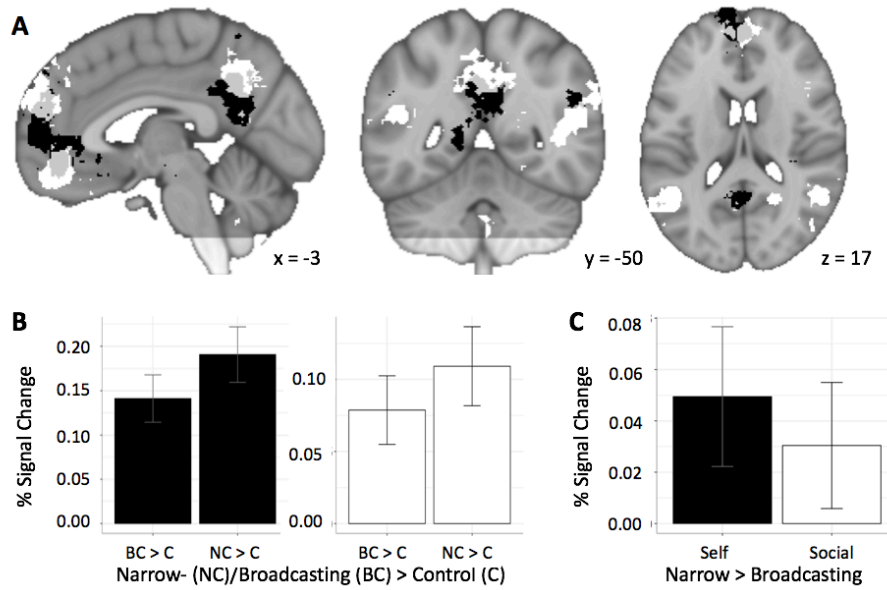 A
x = -3
y = -50
z = 17
B
% Signal Change
0.20
0.15
0.10
0.05
0.00
BC > C
NC > C
0.10
0.05
0.00
BC > C
NC > C
Narrow- (NC)/Broadcasting (BC) > Control (C)
C
% Signal Change
0.08
0.06
0.04
0.02
0.00
Self
Social
Narrow > Broadcasting